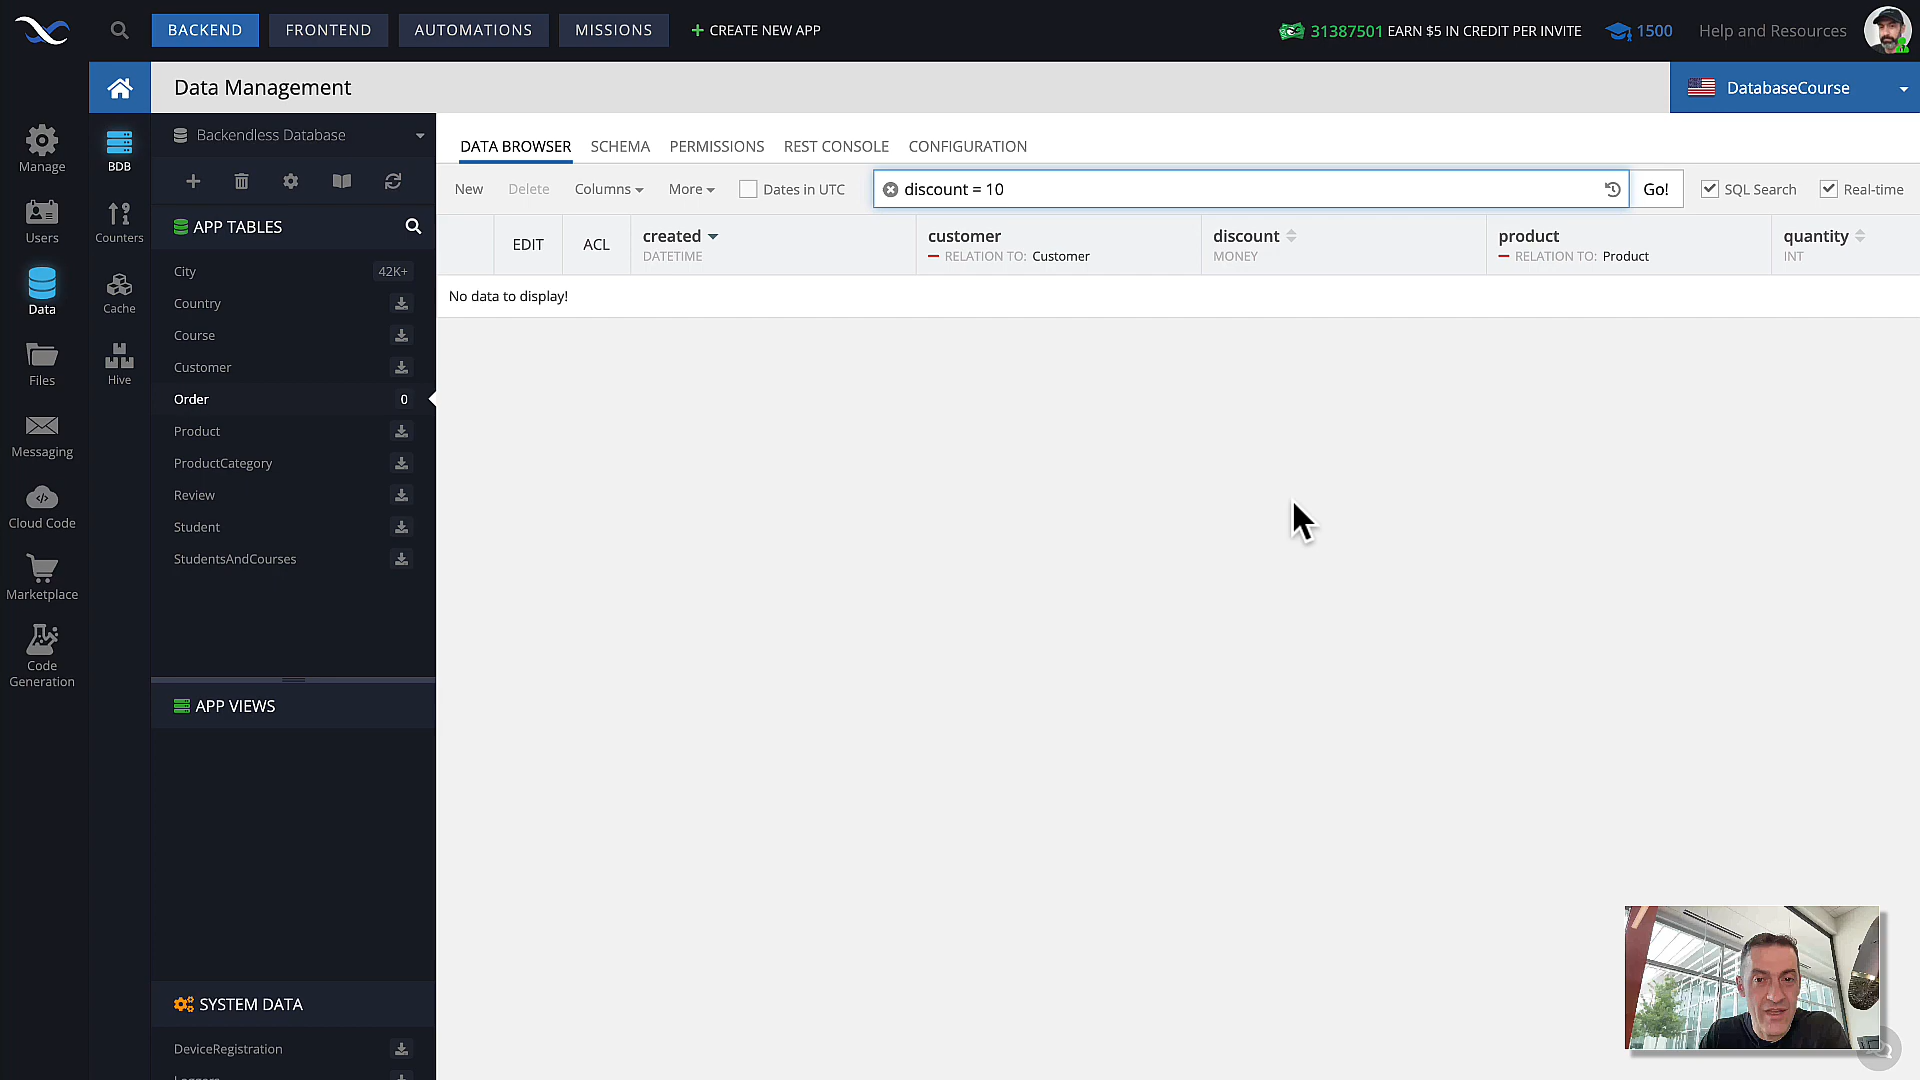 BACKEND
FRONTEND
AUTOMATIONS
MISSIONS
+ CREATE NEW APP
31387501 EARN $5 IN CREDIT PER INVITE
1500
Help and Resources
Data Management
DatabaseCourse
Manage
Users
Data
Files
Messaging
Cloud Code
Marketplace
Code
Generation
BDB
Counters
Cache
Hive
Backendless Database
APP TABLES
City 42K+
Country
Course
Customer
Order 0
Product
ProductCategory
Review
Student
StudentsAndCourses
APP VIEWS
SYSTEM DATA
DeviceRegistration
Loggers
DATA BROWSER SCHEMA PERMISSIONS REST CONSOLE CONFIGURATION
New Delete Columns More Dates in UTC discount = 10 Go! SQL Search Real-time
EDIT
ACL
created
DATETIME
customer
RELATION TO: Customer
discount
MONEY
product
RELATION TO: Product
quantity
INT
No data to display!